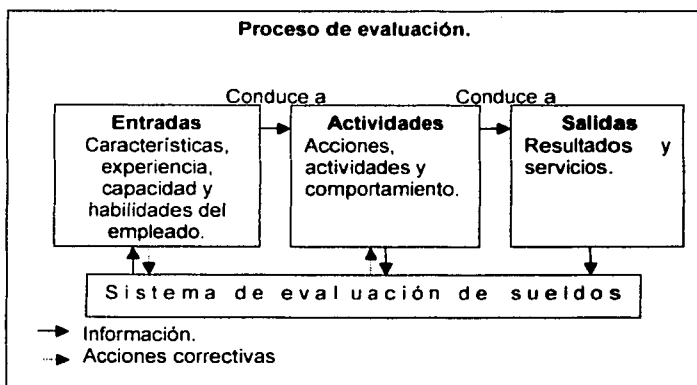 Proceso de evaluación.
Conduce a
Conduce a
Entradas
Características,
experiencia,
capacidad y
habilidades del
empleado.
Actividades
Acciones,
actividades y
comportamiento.
Salidas
Resultados y
servicios.
Sistema de evaluación de sueldos
Información.
Acciones correctivas